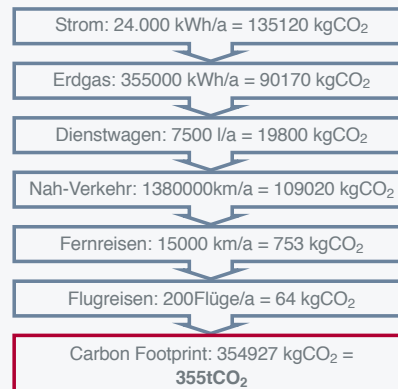 Strom: 24.000 kWh/a = 135120 kgCO₂
Erdgas: 355000 kWh/a = 90170 kgCO₂
Dienstwagen: 7500 l/a = 19800 kgCO₂
Nah-Verkehr: 1380000km/a = 109020 kgCO₂
Fernreisen: 15000 km/a = 753 kgCO₂
Flugreisen: 200Flüge/a = 64 kgCO₂
Carbon Footprint: 354927 kgCO₂ =
355tCO₂